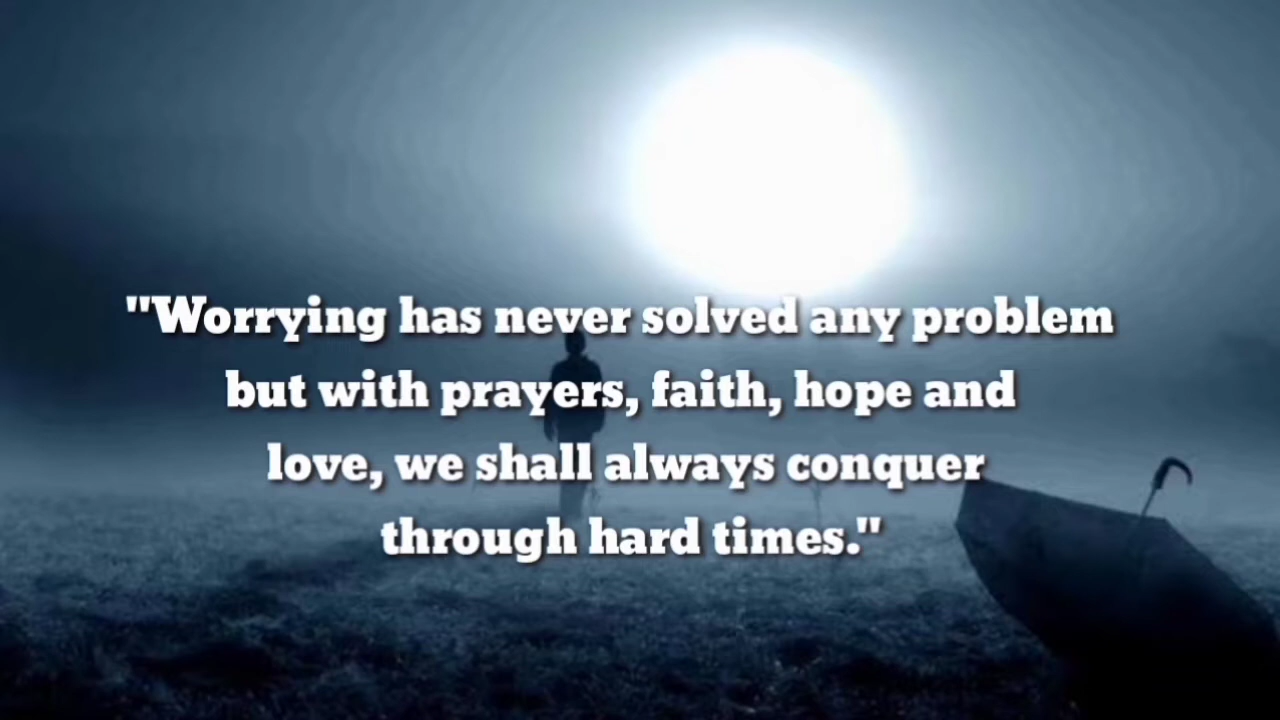 "Worrying has never solved any problem
but with prayers, faith, hope and
love, we shall always conquer
through hard times."